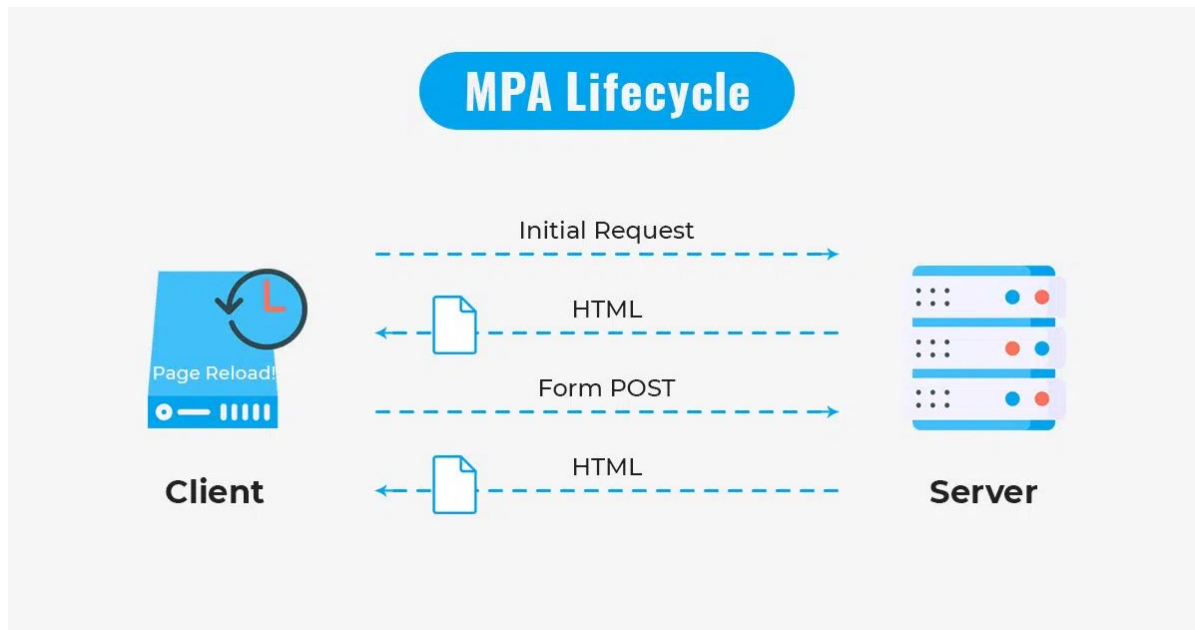 MPA Lifecycle
Initial Request
HTML
Page Reload!
Form POST
HTML
Client
Server